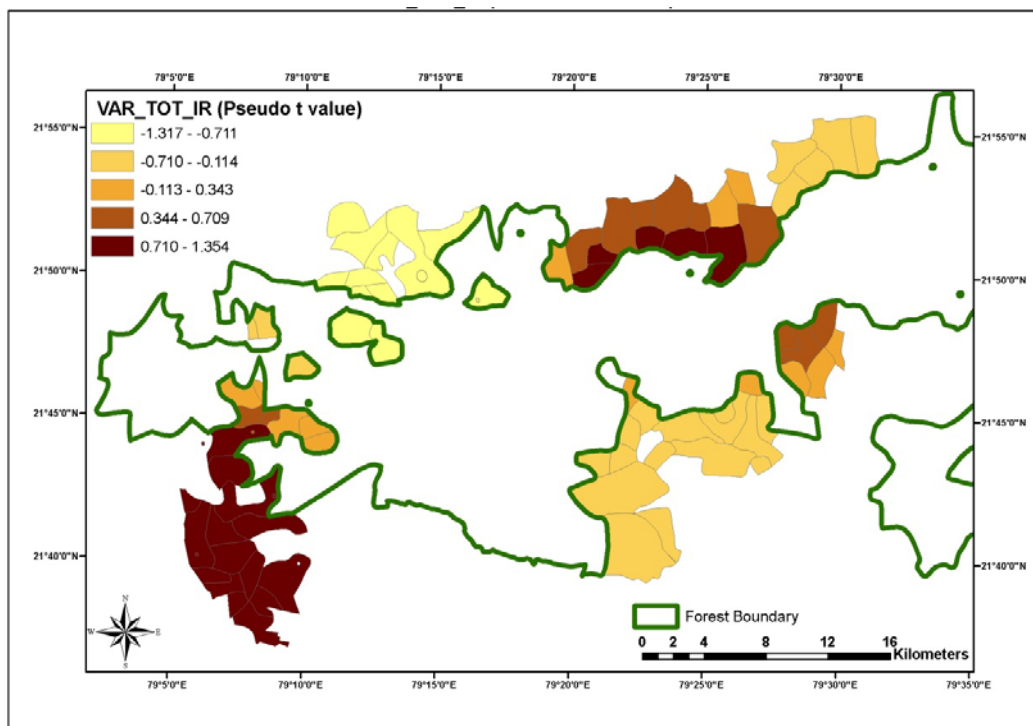 79°5'0"E 79°10'0"E 79°15'0"E 79°20'0"E 79°25'0"E 79°30'0"E
VAR_TOT_IR (Pseudo t value)
-1.317 - -0.711
-0.710 - -0.114
-0.113 - 0.343
0.344 - 0.709
0.710 - 1.354
21°55'0"N 21°55'0"N
21°50'0"N 21°50'0"N
21°45'0"N 21°45'0"N
21°40'0"N 21°40'0"N
N
W E
S
Forest Boundary
0 2 4 8 12 16
Kilometers
79°5'0"E 79°10'0"E 79°15'0"E 79°20'0"E 79°25'0"E 79°30'0"E 79°35'0"E